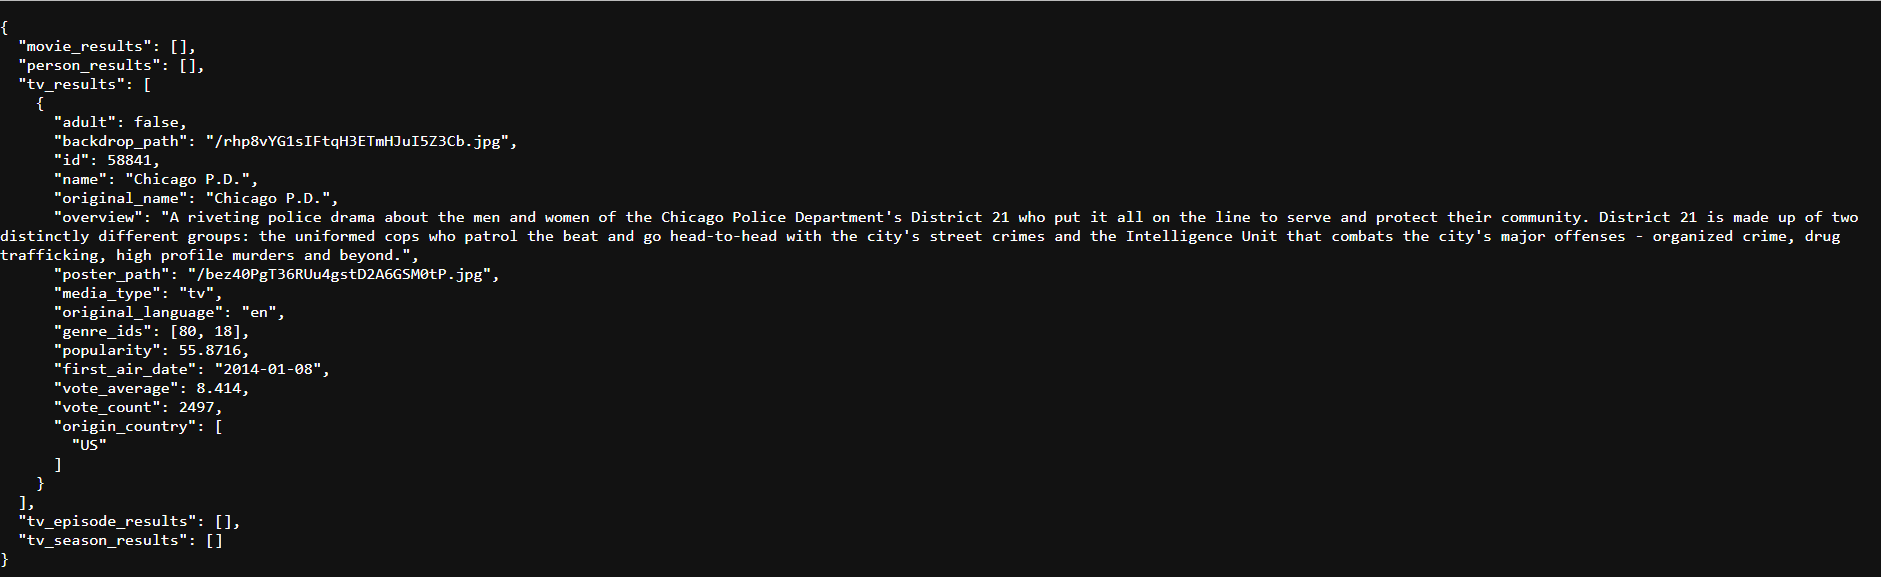 {
  "movie_results": [],
  "person_results": [],
  "tv_results": [
    {
      "adult": false,
      "backdrop_path": "/rhp8vYG1sIFtqH3ETmHJuI5Z3Cb.jpg",
      "id": 58841,
      "name": "Chicago P.D.",
      "original_name": "Chicago P.D.",
      "overview": "A riveting police drama about the men and women of the Chicago Police Department's District 21 who put it all on the line to serve and protect their community. District 21 is made up of two
distinctly different groups: the uniformed cops who patrol the beat and go head-to-head with the city's street crimes and the Intelligence Unit that combats the city's major offenses - organized crime, drug
trafficking, high profile murders and beyond.",
      "poster_path": "/bez40PgT36RUu4gstD2A6GSM0tP.jpg",
      "media_type": "tv",
      "original_language": "en",
      "genre_ids": [80, 18],
      "popularity": 55.8716,
      "first_air_date": "2014-01-08",
      "vote_average": 8.414,
      "vote_count": 2497,
      "origin_country": [
        "US"
      ]
    }
  ],
  "tv_episode_results": [],
  "tv_season_results": []
}